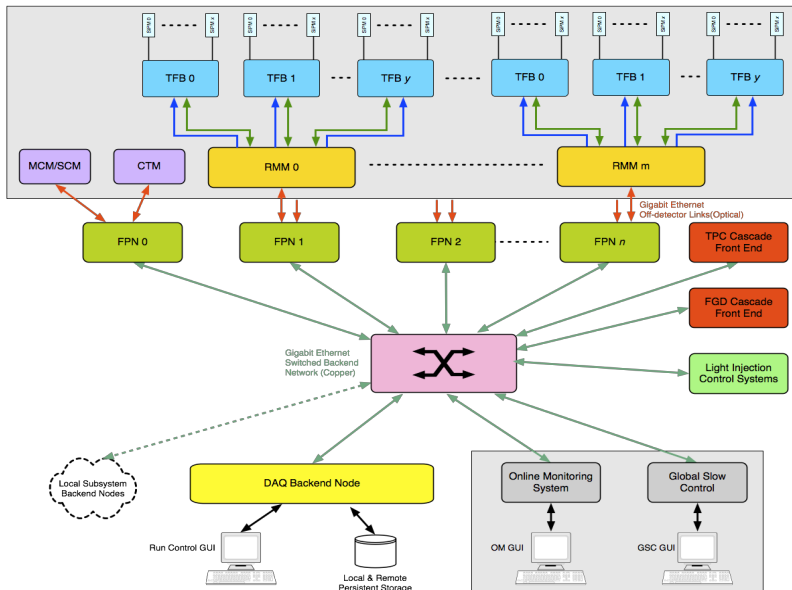 SiPM 0
SiPM x
SiPM 0
SiPM x
SiPM 0
SiPM x
SiPM 0
SiPM x
SiPM 0
SiPM x
SiPM 0
SiPM x
TFB 0
TFB 1
TFB y
TFB 0
TFB 1
TFB y
MCM/SCM
CTM
RMM 0
RMM m
Gigabit Ethernet
Off-detector Links(Optical)
FPN 0
FPN 1
FPN 2
FPN n
TPC Cascade
Front End
FGD Cascade
Front End
Gigabit Ethernet
Switched Backend
Network (Copper)
Light Injection
Control Systems
Local Subsystem
Backend Nodes
DAQ Backend Node
Online Monitoring
System
Global Slow
Control
Run Control GUI
Local & Remote
Persistent Storage
OM GUI
GSC GUI